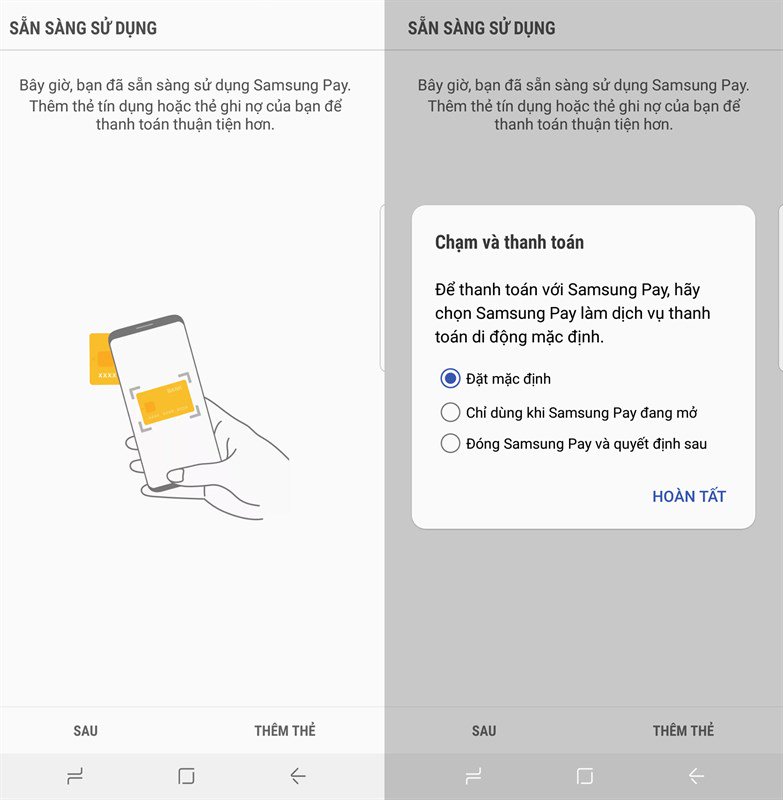 SẴN SÀNG SỬ DỤNG
Bây giờ, bạn đã sẵn sàng sử dụng Samsung Pay.
Thêm thẻ tín dụng hoặc thẻ ghi nợ của bạn để
thanh toán thuận tiện hơn.
XXXX
BANK
SAU
THÊM THẺ
SẴN SÀNG SỬ DỤNG
Bây giờ, bạn đã sẵn sàng sử dụng Samsung Pay.
Thêm thẻ tín dụng hoặc thẻ ghi nợ của bạn để
thanh toán thuận tiện hơn.
Chạm và thanh toán
Để thanh toán với Samsung Pay, hãy
chọn Samsung Pay làm dịch vụ thanh
toán di động mặc định.
Đặt mặc định
Chỉ dùng khi Samsung Pay đang mở
Đóng Samsung Pay và quyết định sau
HOÀN TẤT
SAU
THÊM THẺ